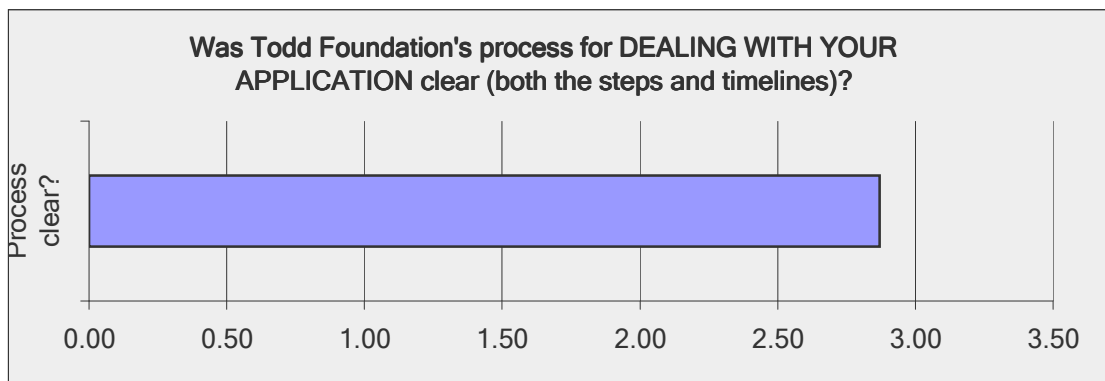 Was Todd Foundation's process for DEALING WITH YOUR
APPLICATION clear (both the steps and timelines)?
Process
clear?
0.00 0.50 1.00 1.50 2.00 2.50 3.00 3.50